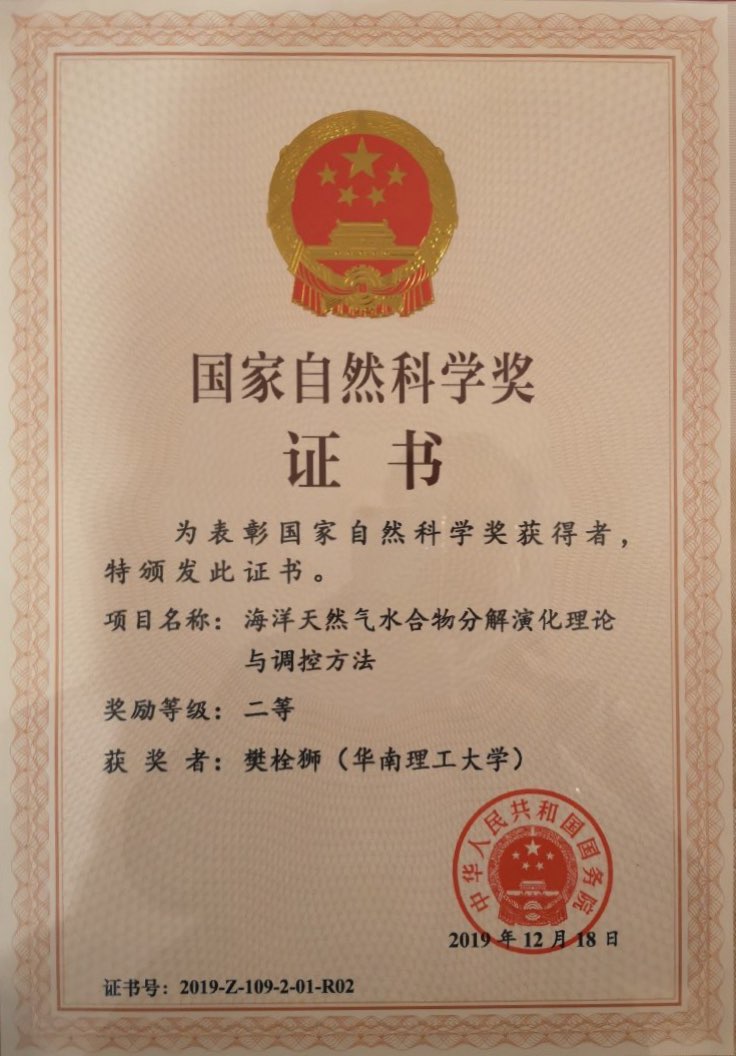 国家自然科学奖
证书
为表彰国家自然科学奖获得者，
特颁发此证书。
项目名称：海洋天然气水合物分解演化理论
与调控方法
奖励等级：二等
获奖者：樊栓狮（华南理工大学）
中华人民共和国国务院
2019年12月18日
证书号：2019-Z-109-2-01-R02